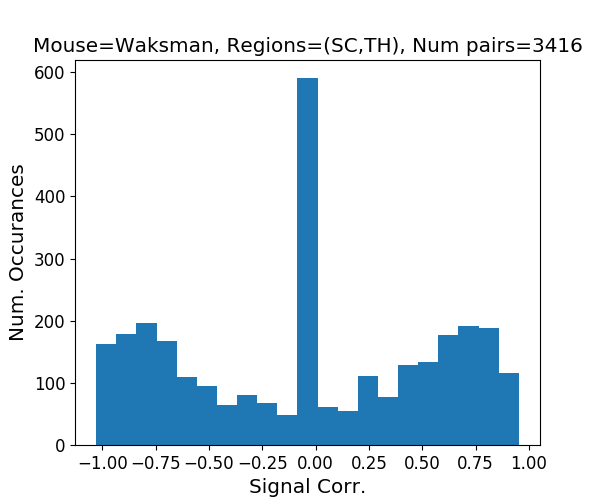 Mouse=Waksman, Regions=(SC,TH), Num pairs=3416
600
500
400
300
200
100
0
Num. Occurances
−1.00 −0.75 −0.50 −0.25 0.00 0.25 0.50 0.75 1.00
Signal Corr.